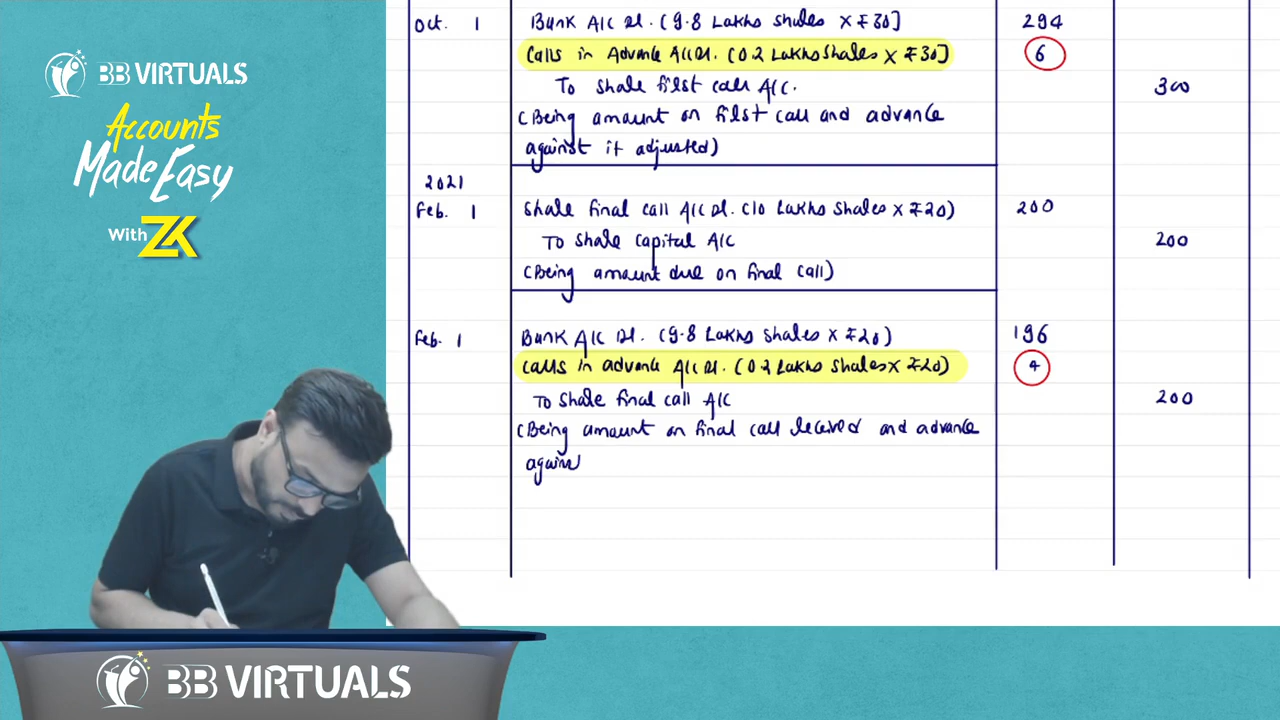 BB VIRTUALS
Accounts
Made Easy
With ZK
Oct. 1 Bank A/C Dr. (9.8 Lakhs shares × ₹30] 294
Calls in Advance A/C Dr. (0.2 Lakhs shares × ₹30] 6
To share first call A/C. 300
(Being amount on first call and advance
against it adjusted)
2021
Feb. 1 Share final call A/C Dr. (10 Lakhs shares × ₹20) 200
To share capital A/C 200
(Being amount due on final call)
Feb. 1 Bank A/C Dr. (9.8 Lakhs shares × ₹20) 196
Calls in advance A/C Dr. (0.2 Lakhs shares × ₹20) 4
To share final call A/C 200
(Being amount on final call received and advance
against
BB VIRTUALS